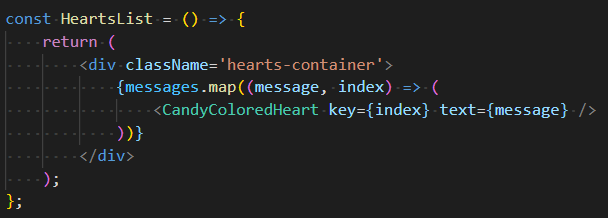 const HeartsList = () => {
    return (
        <div className='hearts-container'>
            {messages.map((message, index) => (
                <CandyColoredHeart key={index} text={message} />
            ))}
        </div>
    );
};